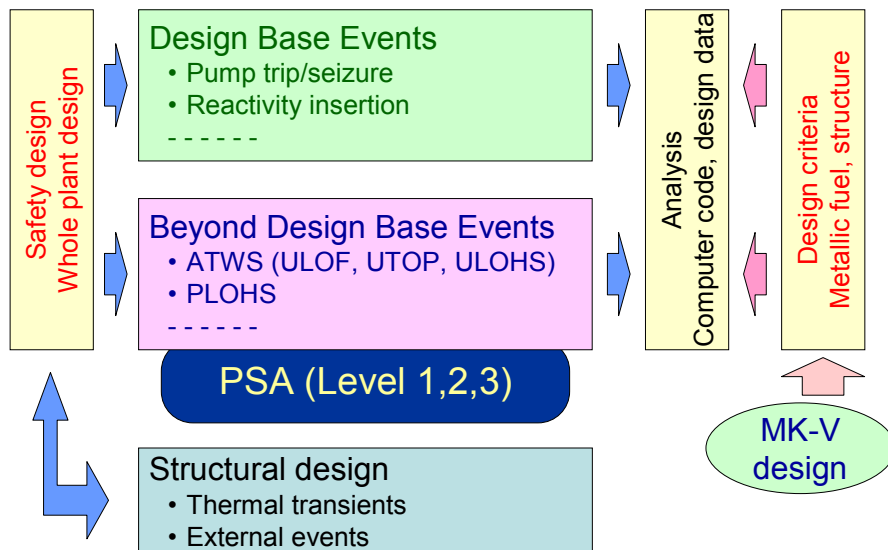 Safety design
Whole plant design
Design Base Events
• Pump trip/seizure
• Reactivity insertion
- - - - - -
Beyond Design Base Events
• ATWS (ULOF, UTOP, ULOHS)
• PLOHS
- - - - - -
PSA (Level 1,2,3)
Structural design
• Thermal transients
• External events
Analysis
Computer code, design data
Design criteria
Metallic fuel, structure
MK-V
design